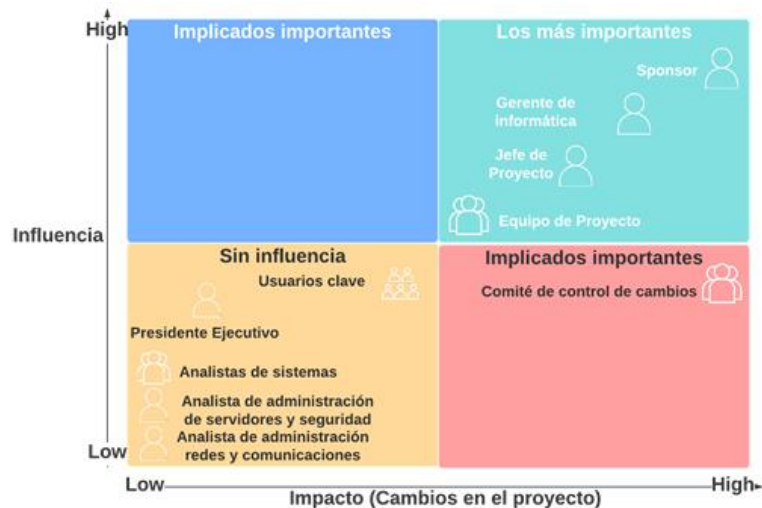 High
Implicados importantes
Los más importantes
Sponsor
Gerente de
informática
Jefe de
Proyecto
Equipo de Proyecto
Influencia
Sin influencia
Usuarios clave
Presidente Ejecutivo
Analistas de sistemas
Analista de administración
de servidores y seguridad
Analista de administración
redes y comunicaciones
Implicados importantes
Comité de control de cambios
Low
Low
Impacto (Cambios en el proyecto)
High